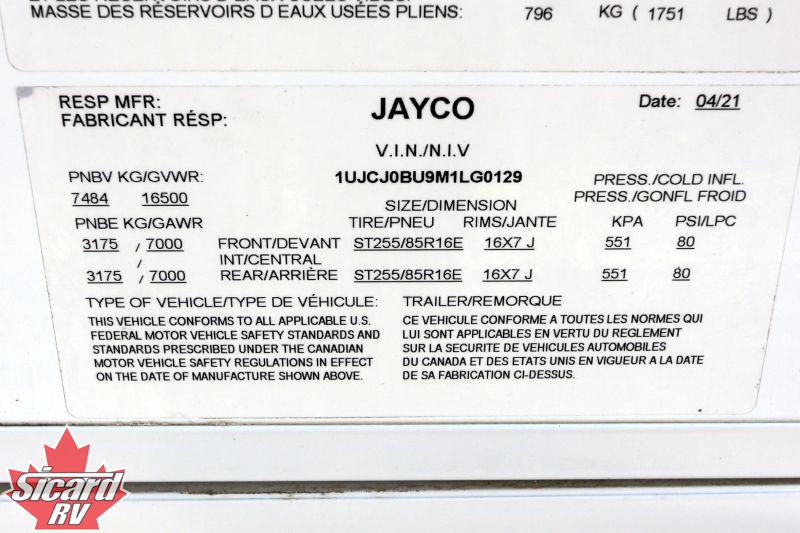 MASSE DES RÉSERVOIRS D EAUX USÉES PLIENS: 796 KG ( 1751 LBS )
RESP MFR: JAYCO Date: 04/21
FABRICANT RÉSP:
V.I.N./N.I.V
PNBV KG/GVWR: 1UJCJ0BU9M1LG0129 PRESS./COLD INFL.
7484 16500 SIZE/DIMENSION PRESS./GONFL FROID
PNBE KG/GAWR TIRE/PNEU RIMS/JANTE KPA PSI/LPC
3175 / 7000 FRONT/DEVANT ST255/85R16E 16X7 J 551 80
/ INT/CENTRAL
3175 / 7000 REAR/ARRIÈRE ST255/85R16E 16X7 J 551 80
TYPE OF VEHICLE/TYPE DE VÉHICULE: TRAILER/REMORQUE
THIS VEHICLE CONFORMS TO ALL APPLICABLE U.S.
FEDERAL MOTOR VEHICLE SAFETY STANDARDS AND
STANDARDS PRESCRIBED UNDER THE CANADIAN
MOTOR VEHICLE SAFETY REGULATIONS IN EFFECT
ON THE DATE OF MANUFACTURE SHOWN ABOVE.
CE VEHICULE CONFORME A TOUTES LES NORMES QUI
LUI SONT APPLICABLES EN VERTU DU REGLEMENT
SUR LA SECURITE DE VEHICULES AUTOMOBILES
DU CANADA ET DES ETATS UNIS EN VIGUEUR A LA DATE
DE SA FABRICATION CI-DESSUS.
Sicard
RV